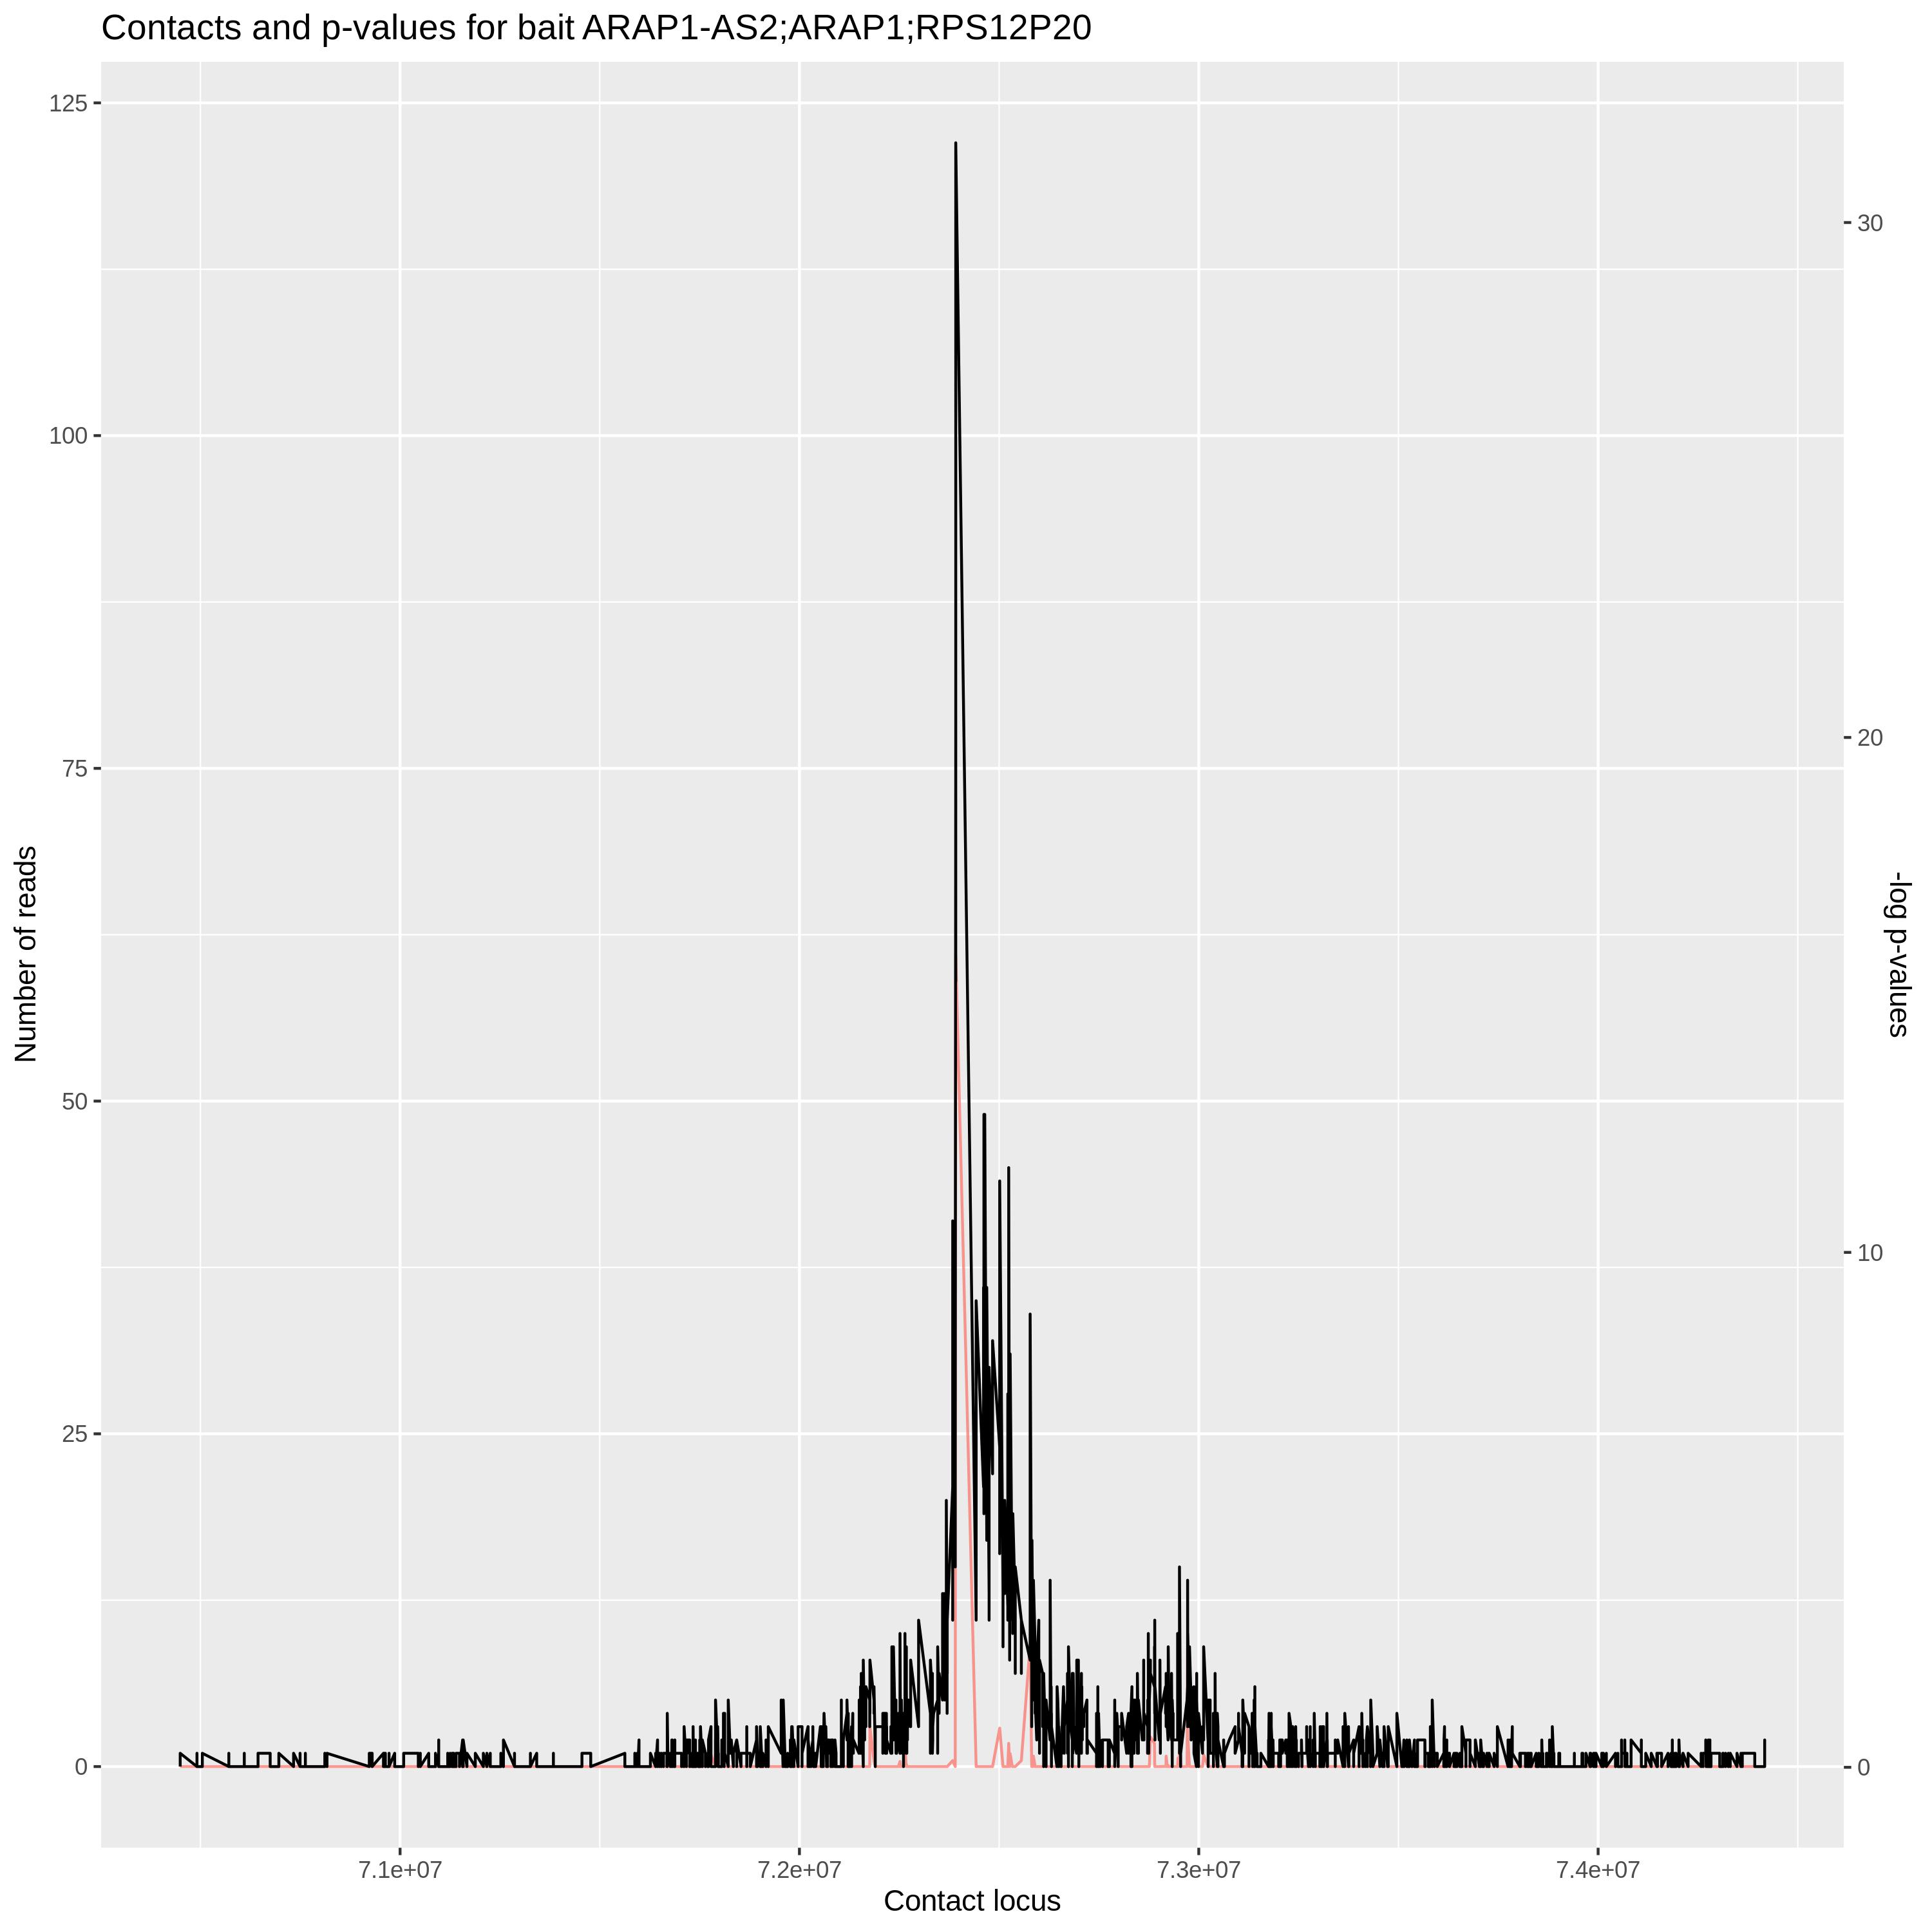 Contacts and p-values for bait ARAP1-AS2;ARAP1;RPS12P20
125
100
75
50
25
0
Number of reads
30
20
10
0
-log p-values
7.1e+07
7.2e+07
7.3e+07
7.4e+07
Contact locus